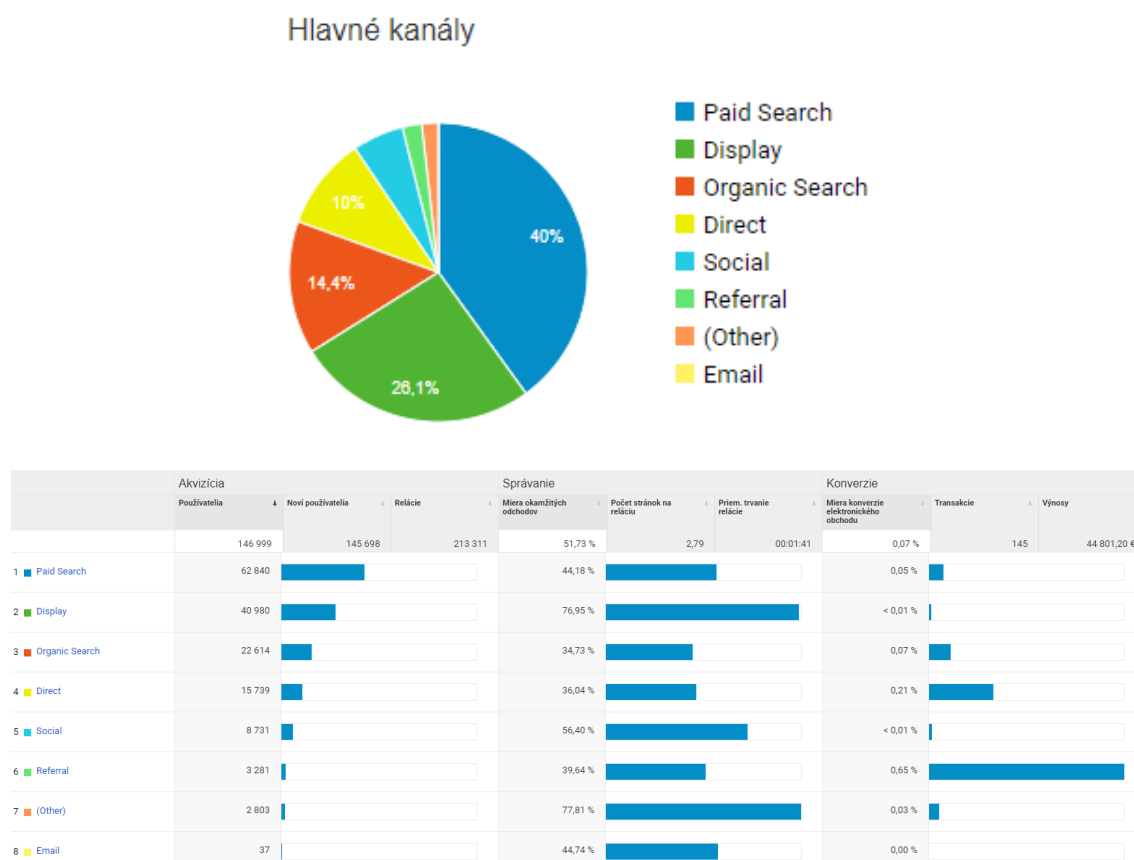 Hlavné kanály
Paid Search
Display
Organic Search
Direct
Social
Referral
(Other)
Email
40%
26,1%
14,4%
10%
Akvizícia Správanie Konverzie
Používatelia Noví používatelia Relácie Miera okamžitých odchodov Počet stránok na reláciu Priem. trvanie relácie Miera konverzie elektronického obchodu Transakcie Výnosy
146 999 145 698 213 311 51,73 % 2,79 00:01:41 0,07 % 145 44 801,20 €
1 Paid Search 62 840 44,18 % 0,05 %
2 Display 40 980 76,95 % < 0,01 %
3 Organic Search 22 614 34,73 % 0,07 %
4 Direct 15 739 36,04 % 0,21 %
5 Social 8 731 56,40 % < 0,01 %
6 Referral 3 281 39,64 % 0,65 %
7 (Other) 2 803 77,81 % 0,03 %
8 Email 37 44,74 % 0,00 %